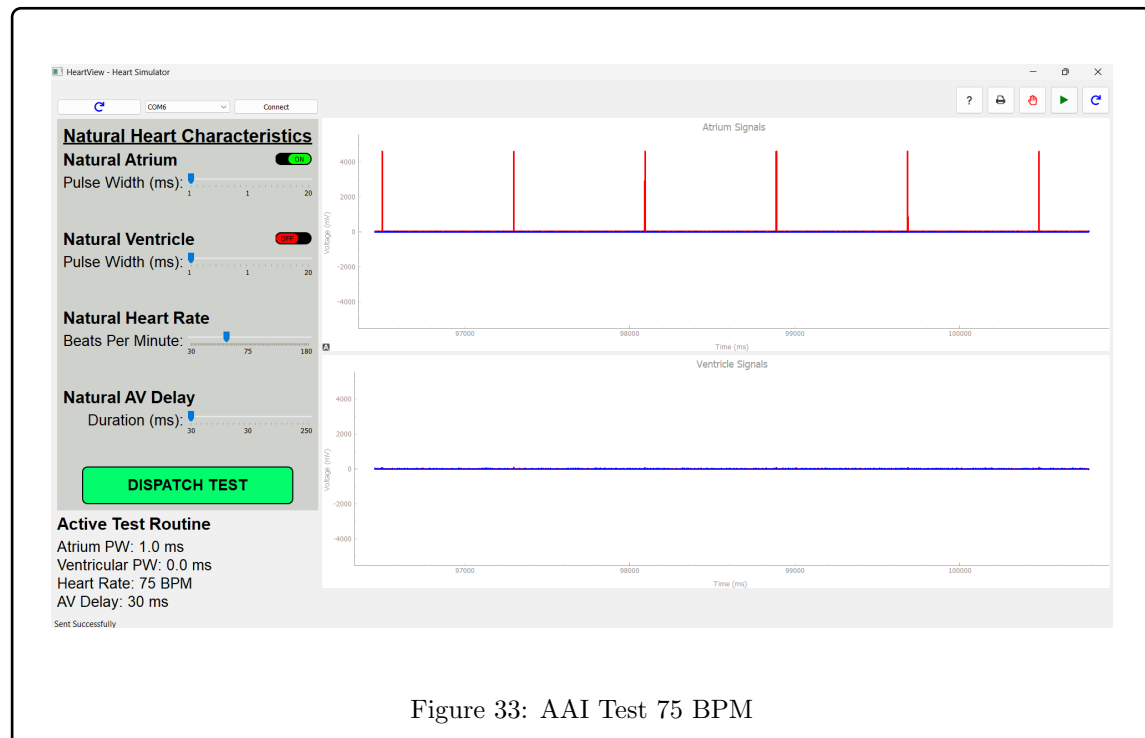 HeartView - Heart Simulator
COM6
Connect
?
Natural Heart Characteristics
Natural Atrium
ON
Pulse Width (ms):
1 1 20
Natural Ventricle
OFF
Pulse Width (ms):
1 1 20
Natural Heart Rate
Beats Per Minute:
30 75 180
Natural AV Delay
Duration (ms):
30 30 250
DISPATCH TEST
Active Test Routine
Atrium PW: 1.0 ms
Ventricular PW: 0.0 ms
Heart Rate: 75 BPM
AV Delay: 30 ms
Sent Successfully
Atrium Signals
Voltage (mV)
4000
2000
0
-2000
-4000
97000 98000 99000 100000
Time (ms)
A
Ventricle Signals
Voltage (mV)
4000
2000
0
-2000
-4000
97000 98000 99000 100000
Time (ms)
Figure 33: AAI Test 75 BPM